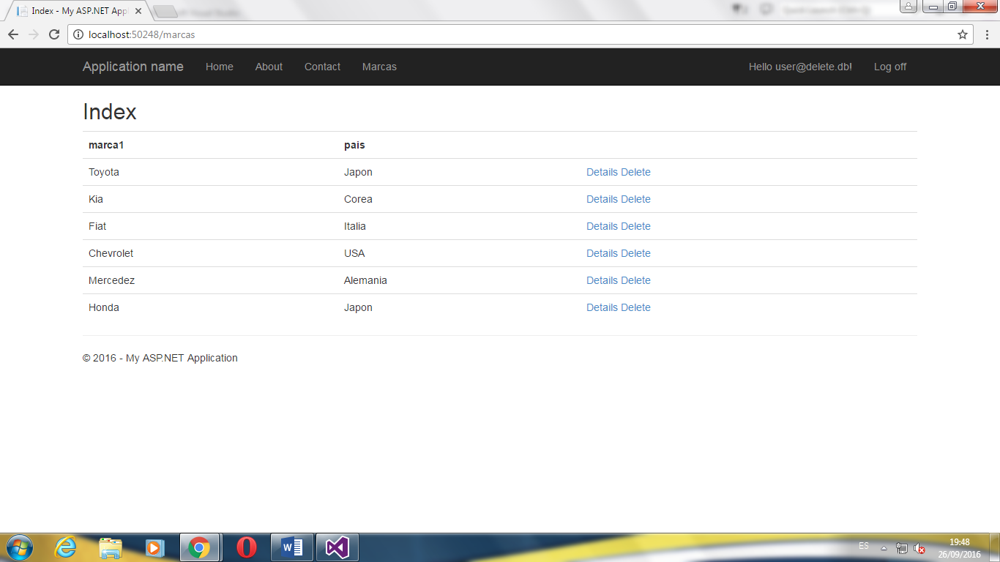 Index - My ASP.NET Appl
localhost:50248/marcas
Application name Home About Contact Marcas Hello user@delete.db! Log off
Index
marca1 pais
Toyota Japon Details Delete
Kia Corea Details Delete
Fiat Italia Details Delete
Chevrolet USA Details Delete
Mercedez Alemania Details Delete
Honda Japon Details Delete
© 2016 - My ASP.NET Application
ES 19:48
26/09/2016